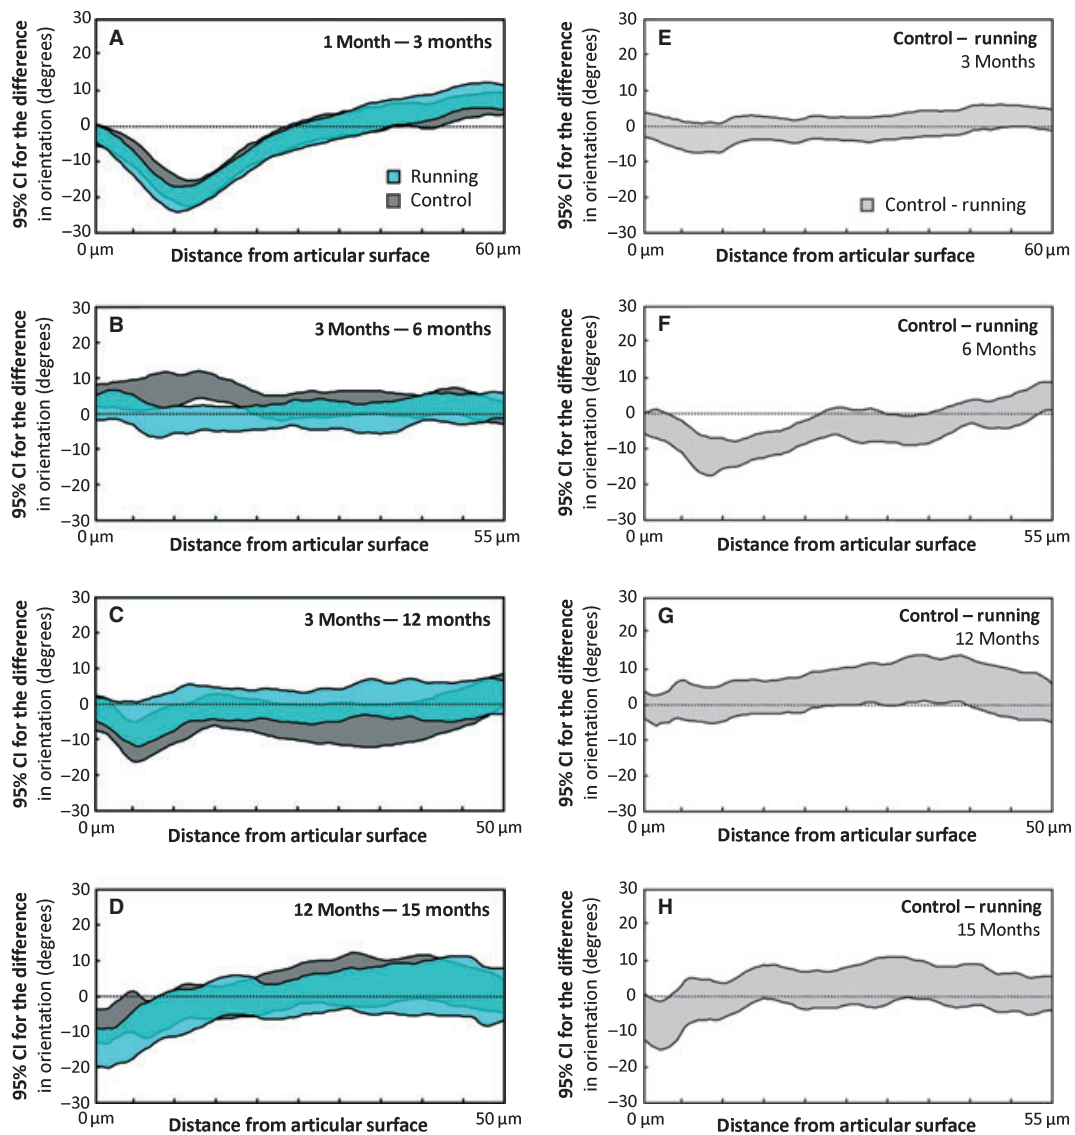 A
1 Month — 3 months
95% CI for the difference
in orientation (degrees)
30
20
10
0
−10
−20
−30
Running
Control
0 µm
Distance from articular surface
60 µm
E
Control – running
3 Months
95% CI for the difference
in orientation (degrees)
30
20
10
0
−10
−20
−30
Control - running
0 µm
Distance from articular surface
60 µm
B
3 Months — 6 months
95% CI for the difference
in orientation (degrees)
30
20
10
0
−10
−20
−30
0 µm
Distance from articular surface
55 µm
F
Control – running
6 Months
95% CI for the difference
in orientation (degrees)
30
20
10
0
−10
−20
−30
0 µm
Distance from articular surface
55 µm
C
3 Months — 12 months
95% CI for the difference
in orientation (degrees)
30
20
10
0
−10
−20
−30
0 µm
Distance from articular surface
50 µm
G
Control – running
12 Months
95% CI for the difference
in orientation (degrees)
30
20
10
0
−10
−20
−30
0 µm
Distance from articular surface
50 µm
D
12 Months — 15 months
95% CI for the difference
in orientation (degrees)
30
20
10
0
−10
−20
−30
0 µm
Distance from articular surface
50 µm
H
Control – running
15 Months
95% CI for the difference
in orientation (degrees)
30
20
10
0
−10
−20
−30
0 µm
Distance from articular surface
55 µm